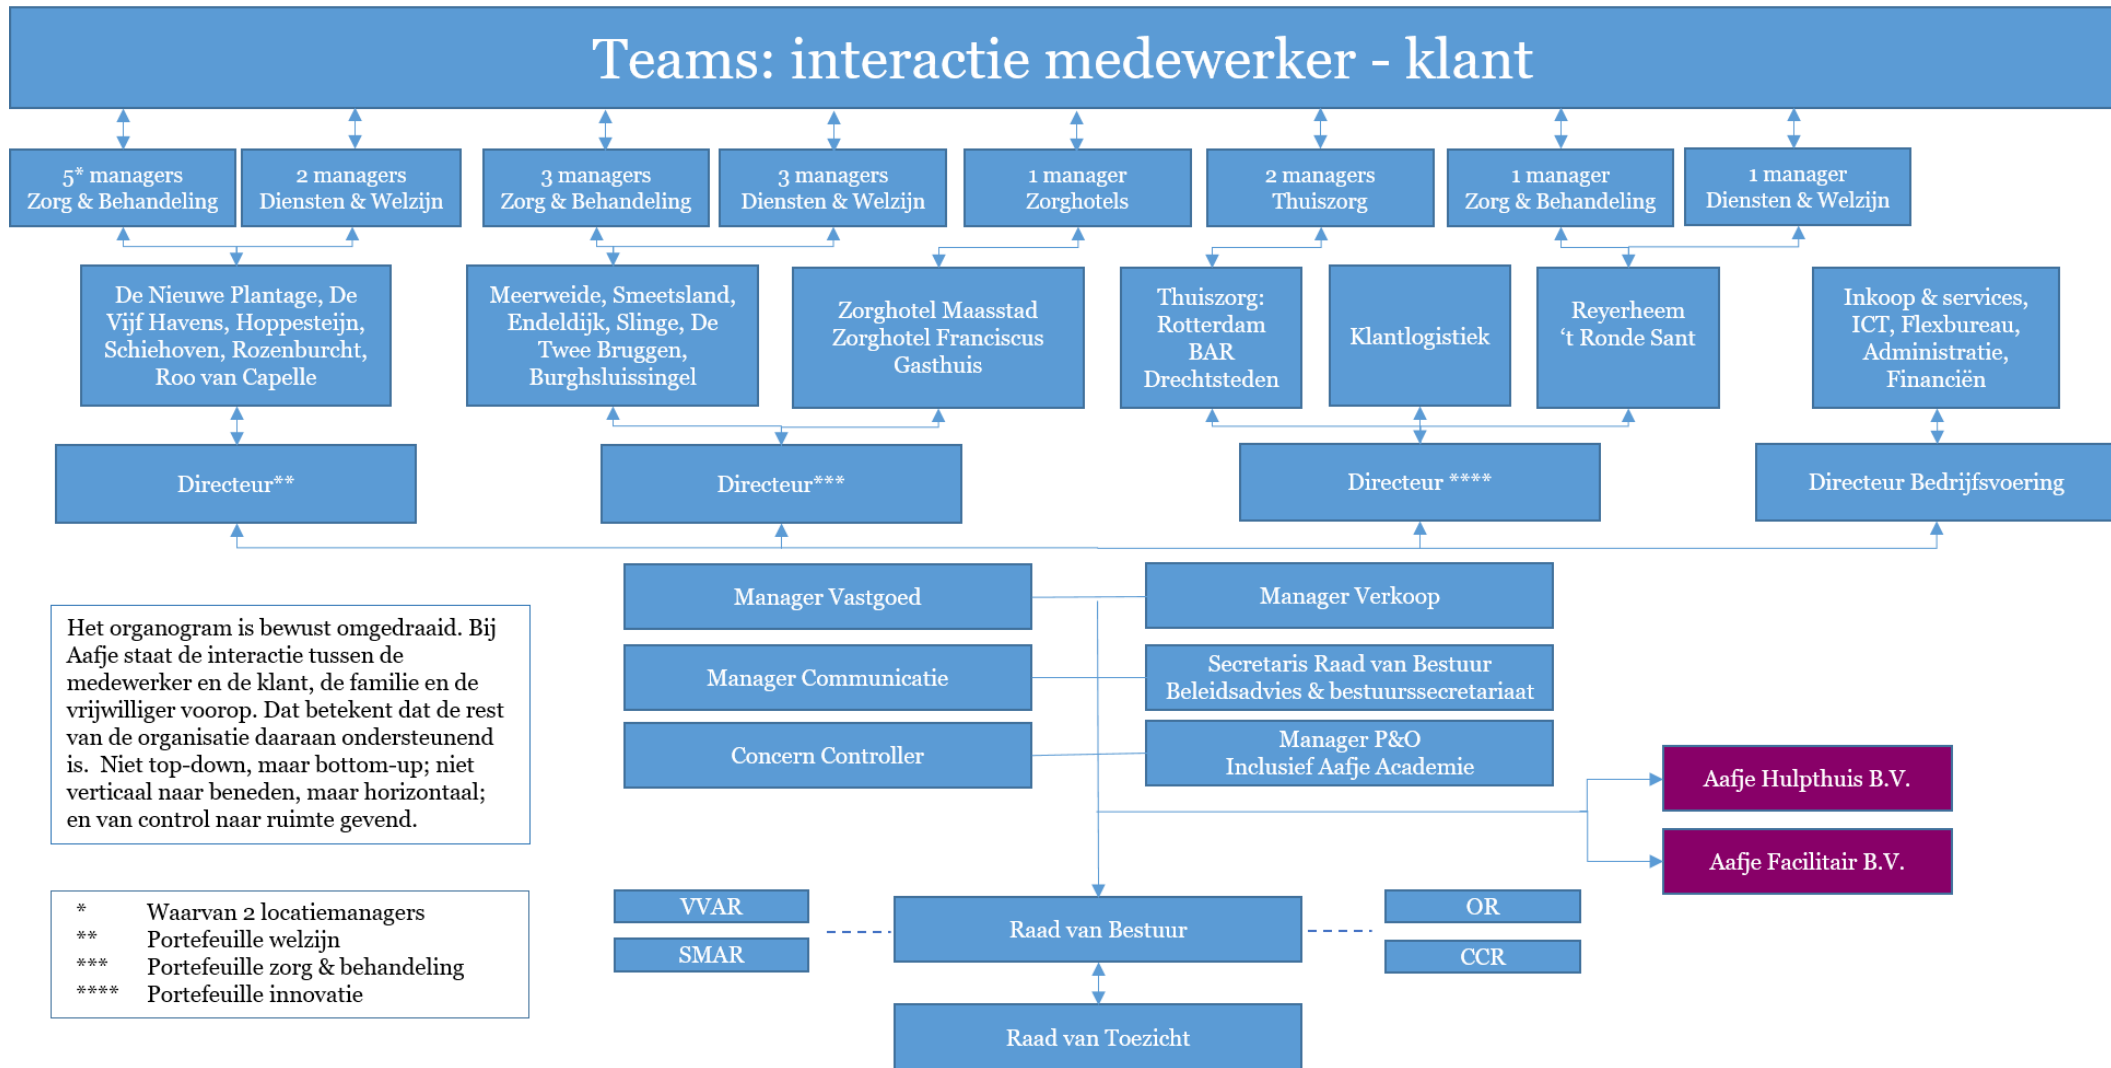 Teams: interactie medewerker - klant
5* managers
Zorg & Behandeling
2 managers
Diensten & Welzijn
3 managers
Zorg & Behandeling
3 managers
Diensten & Welzijn
1 manager
Zorghotels
2 managers
Thuiszorg
1 manager
Zorg & Behandeling
1 manager
Diensten & Welzijn
De Nieuwe Plantage, De
Vijf Havens, Hoppesteijn,
Schiehoven, Rozenburcht,
Roo van Capelle
Meerweide, Smeetsland,
Endeldijk, Slinge, De
Twee Bruggen,
Burghsluissingel
Zorghotel Maasstad
Zorghotel Franciscus
Gasthuis
Thuiszorg:
Rotterdam
BAR
Drechtsteden
Klantlogistiek
Reyerheem
‘t Ronde Sant
Inkoop & services,
ICT, Flexbureau,
Administratie,
Financiën
Directeur**
Directeur***
Directeur ****
Directeur Bedrijfsvoering
Manager Vastgoed
Manager Verkoop
Manager Communicatie
Secretaris Raad van Bestuur
Beleidsadvies & bestuurssecretariaat
Concern Controller
Manager P&O
Inclusief Aafje Academie
Het organogram is bewust omgedraaid. Bij
Aafje staat de interactie tussen de
medewerker en de klant, de familie en de
vrijwilliger voorop. Dat betekent dat de rest
van de organisatie daaraan ondersteunend
is. Niet top-down, maar bottom-up; niet
verticaal naar beneden, maar horizontaal;
en van control naar ruimte gevend.
Aafje Hulpthuis B.V.
Aafje Facilitair B.V.
* Waarvan 2 locatiemanagers
** Portefeuille welzijn
*** Portefeuille zorg & behandeling
**** Portefeuille innovatie
VVAR
SMAR
Raad van Bestuur
OR
CCR
Raad van Toezicht